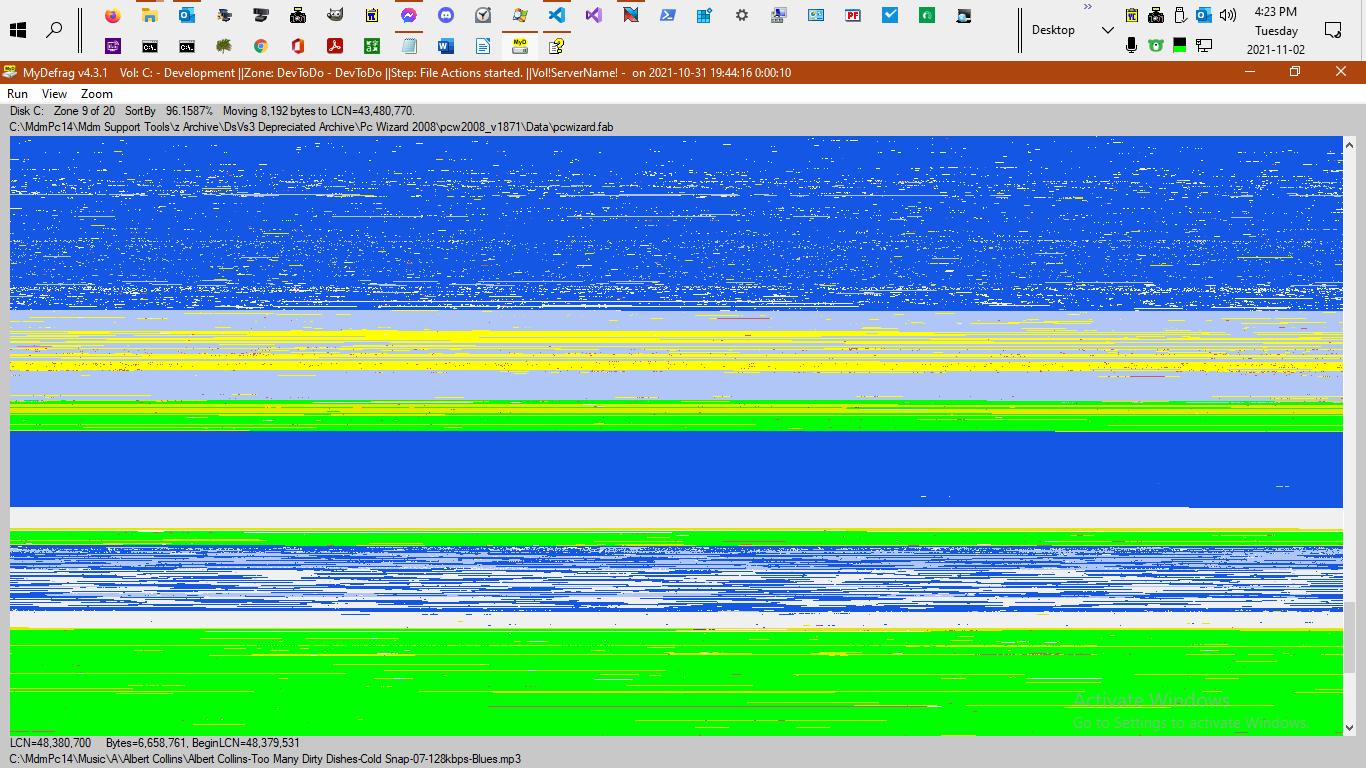 Desktop
4:23 PM
Tuesday
2021-11-02
MyDefrag v4.3.1 Vol: C: - Development ||Zone: DevToDo - DevToDo ||Step: File Actions started. ||Vol!ServerName! - on 2021-10-31 19:44:16 0:00:10
Run View Zoom
Disk C: Zone 9 of 20 SortBy 96.1587% Moving 8,192 bytes to LCN=43,480,770.
C:\MdmPc14\Mdm Support Tools\z Archive\DsVs3 Depreciated Archive\Pc Wizard 2008\pcw2008_v1871\Data\pcwizard.fab
Activate Windows
Go to Settings to activate Windows.
LCN=48,380,700 Bytes=6,658,761, BeginLCN=48,379,531
C:\MdmPc14\Music\A\Albert Collins\Albert Collins-Too Many Dirty Dishes-Cold Snap-07-128kbps-Blues.mp3